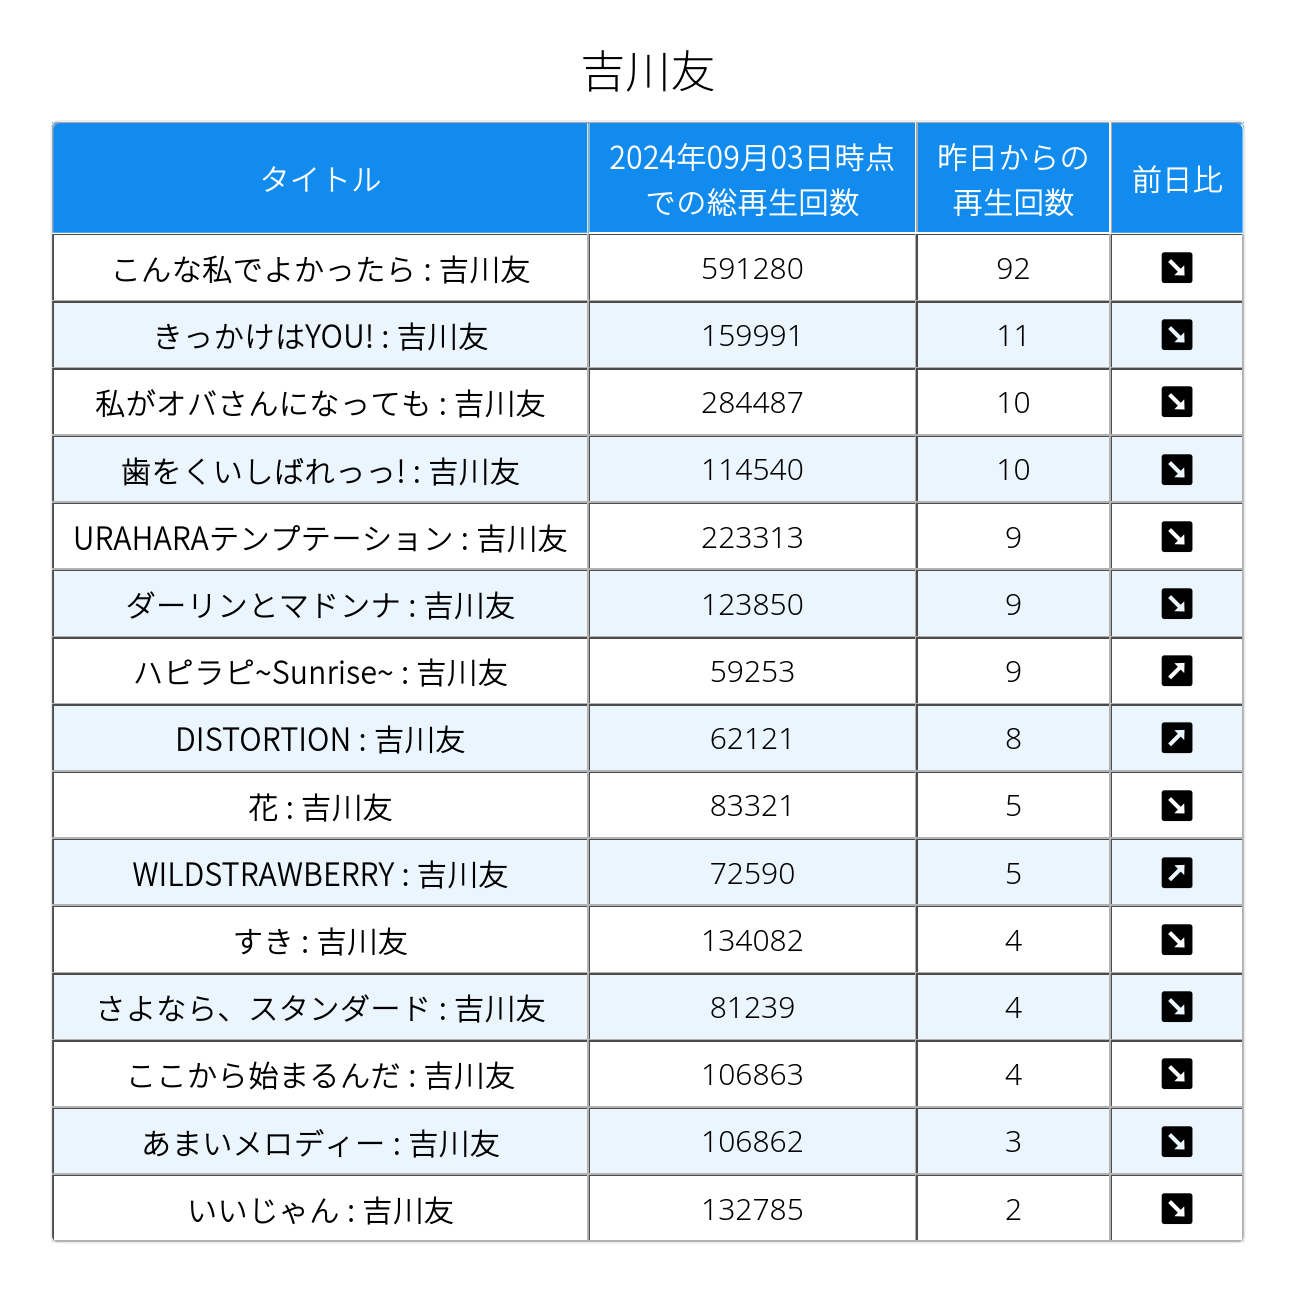 吉川友
タイトル 2024年09月03日時点での総再生回数 昨日からの再生回数 前日比
こんな私でよかったら : 吉川友 591280 92 ↘
きっかけはYOU! : 吉川友 159991 11 ↘
私がオバさんになっても : 吉川友 284487 10 ↘
歯をくいしばれっっ! : 吉川友 114540 10 ↘
URAHARAテンプテーション : 吉川友 223313 9 ↘
ダーリンとマドンナ : 吉川友 123850 9 ↘
ハピラピ~Sunrise~ : 吉川友 59253 9 ↗
DISTORTION : 吉川友 62121 8 ↗
花 : 吉川友 83321 5 ↘
WILDSTRAWBERRY : 吉川友 72590 5 ↗
すき : 吉川友 134082 4 ↘
さよなら、スタンダード : 吉川友 81239 4 ↘
ここから始まるんだ : 吉川友 106863 4 ↘
あまいメロディー : 吉川友 106862 3 ↘
いいじゃん : 吉川友 132785 2 ↘